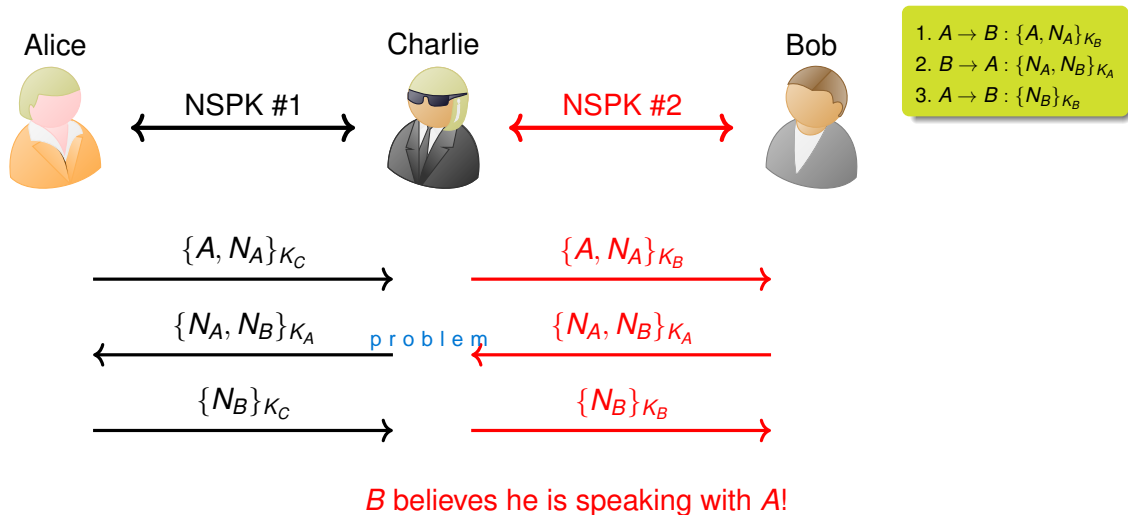 Alice
Charlie
Bob
1. A → B : {A, N_A}_{K_B}
2. B → A : {N_A, N_B}_{K_A}
3. A → B : {N_B}_{K_B}
NSPK #1
NSPK #2
{A, N_A}_{K_C}
{A, N_A}_{K_B}
{N_A, N_B}_{K_A}
problem
{N_A, N_B}_{K_A}
{N_B}_{K_C}
{N_B}_{K_B}
B believes he is speaking with A!